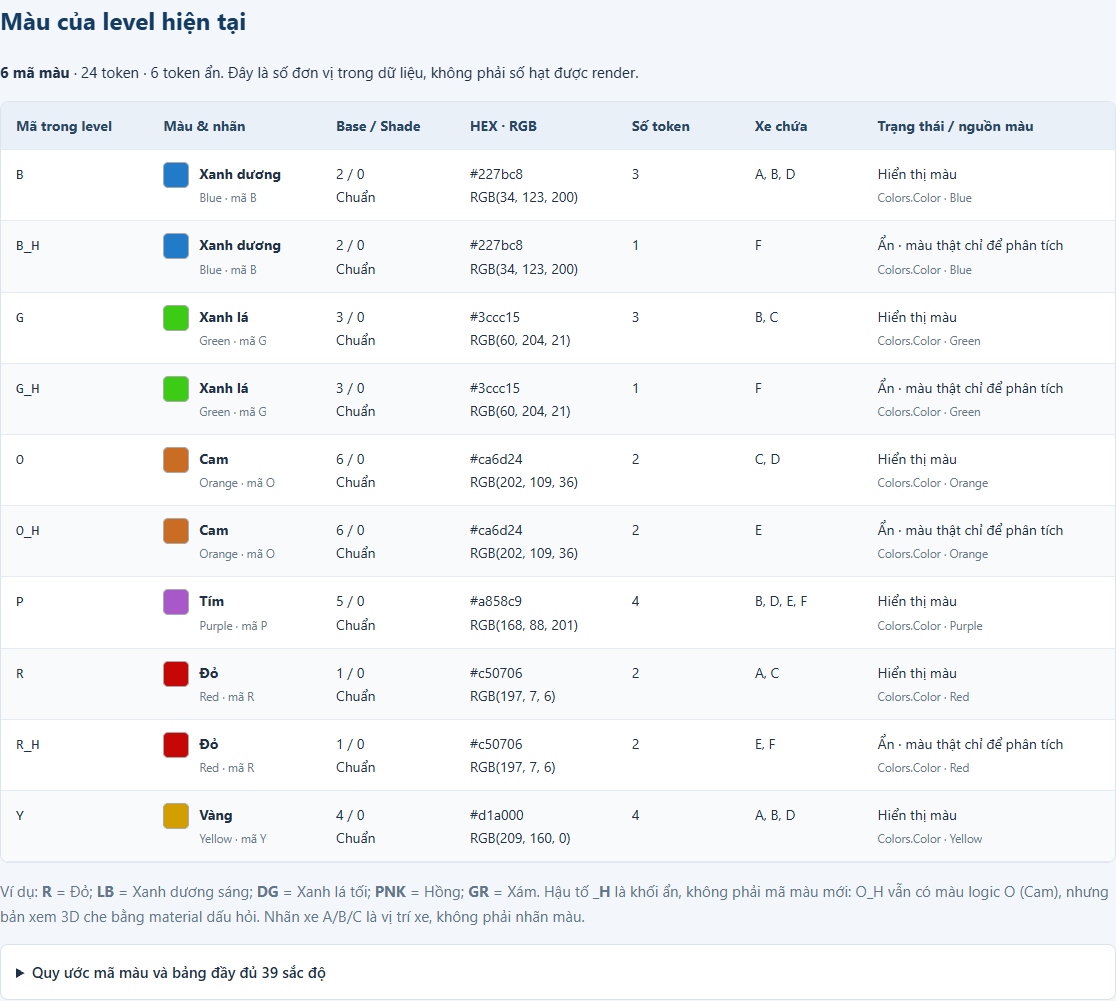 Màu của level hiện tại
6 mã màu · 24 token · 6 token ẩn. Đây là số đơn vị trong dữ liệu, không phải số hạt được render.
Mã trong level Màu & nhãn Base / Shade HEX · RGB Số token Xe chứa Trạng thái / nguồn màu
B Xanh dương 2 / 0 #227bc8 3 A, B, D Hiển thị màu
Blue · mã B Chuẩn RGB(34, 123, 200) Colors.Color · Blue
B_H Xanh dương 2 / 0 #227bc8 1 F Ẩn · màu thật chỉ để phân tích
Blue · mã B Chuẩn RGB(34, 123, 200) Colors.Color · Blue
G Xanh lá 3 / 0 #3ccc15 3 B, C Hiển thị màu
Green · mã G Chuẩn RGB(60, 204, 21) Colors.Color · Green
G_H Xanh lá 3 / 0 #3ccc15 1 F Ẩn · màu thật chỉ để phân tích
Green · mã G Chuẩn RGB(60, 204, 21) Colors.Color · Green
O Cam 6 / 0 #ca6d24 2 C, D Hiển thị màu
Orange · mã O Chuẩn RGB(202, 109, 36) Colors.Color · Orange
O_H Cam 6 / 0 #ca6d24 2 E Ẩn · màu thật chỉ để phân tích
Orange · mã O Chuẩn RGB(202, 109, 36) Colors.Color · Orange
P Tím 5 / 0 #a858c9 4 B, D, E, F Hiển thị màu
Purple · mã P Chuẩn RGB(168, 88, 201) Colors.Color · Purple
R Đỏ 1 / 0 #c50706 2 A, C Hiển thị màu
Red · mã R Chuẩn RGB(197, 7, 6) Colors.Color · Red
R_H Đỏ 1 / 0 #c50706 2 E, F Ẩn · màu thật chỉ để phân tích
Red · mã R Chuẩn RGB(197, 7, 6) Colors.Color · Red
Y Vàng 4 / 0 #d1a000 4 A, B, D Hiển thị màu
Yellow · mã Y Chuẩn RGB(209, 160, 0) Colors.Color · Yellow
Ví dụ: R = Đỏ; LB = Xanh dương sáng; DG = Xanh lá tối; PNK = Hồng; GR = Xám. Hậu tố _H là khối ẩn, không phải mã màu mới: O_H vẫn có màu logic O (Cam), nhưng
bản xem 3D che bằng material dấu hỏi. Nhãn xe A/B/C là vị trí xe, không phải nhãn màu.
▶ Quy ước mã màu và bảng đầy đủ 39 sắc độ